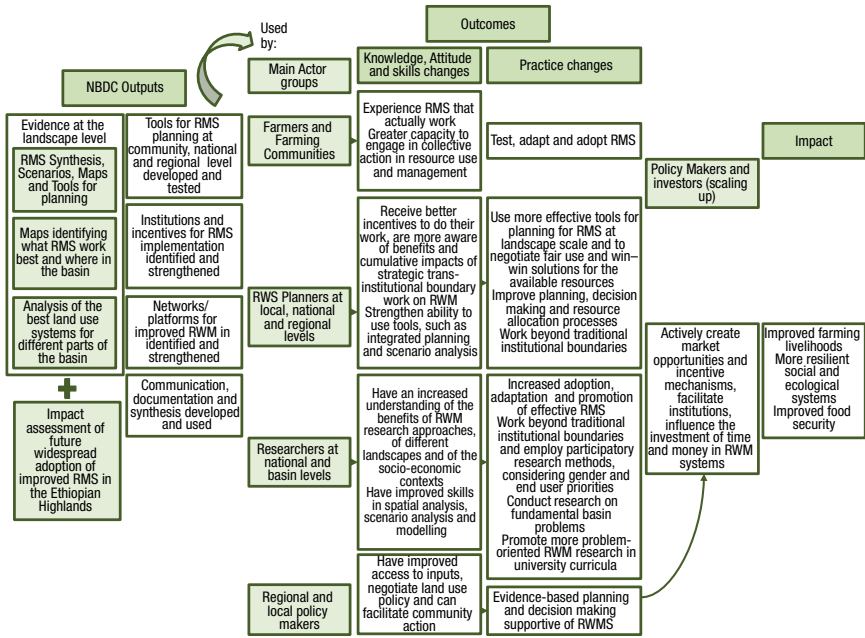 Used
by:
Outcomes
NBDC Outputs
Main Actor
groups
Knowledge, Attitude
and skills changes
Practice changes
Impact
Evidence at the
landscape level
RMS Synthesis,
Scenarios, Maps
and Tools for
planning
Maps identifying
what RMS work
best and where in
the basin
Analysis of the
best land use
systems for
different parts of
the basin
Impact
assessment of
future
widespread
adoption of
improved RMS in
the Ethiopian
Highlands
Tools for RMS
planning at
community, national
and regional level
developed and
tested
Institutions and
incentives for RMS
implementation
identified and
strengthened
Networks/
platforms for
improved RWM in
identified and
strengthened
Communication,
documentation and
synthesis developed
and used
Farmers and
Farming
Communities
Experience RMS that
actually work
Greater capacity to
engage in collective
action in resource use
and management
Test, adapt and adopt RMS
RWS Planners at
local, national
and regional
levels
Receive better
incentives to do their
work, are more aware
of benefits and
cumulative impacts of
strategic trans-
institutional boundary
work on RWM
Strengthen ability to
use tools, such as
integrated planning
and scenario analysis
Use more effective tools for
planning for RMS at
landscape scale and to
negotiate fair use and win–
win solutions for the
available resources
Improve planning, decision
making and resource
allocation processes
Work beyond traditional
institutional boundaries
Researchers at
national and
basin levels
Have an increased
understanding of the
benefits of RWM
research approaches,
of different
landscapes and of the
socio-economic
contexts
Have improved skills
in spatial analysis,
scenario analysis and
modelling
Increased adoption,
adaptation and promotion
of effective RMS
Work beyond traditional
institutional boundaries
and employ participatory
research methods,
considering gender and
end user priorities
Conduct research on
fundamental basin
problems
Promote more problem-
oriented RWM research in
university curricula
Regional and
local policy
makers
Have improved
access to inputs,
negotiate land use
policy and can
facilitate community
action
Evidence-based planning
and decision making
supportive of RWMS
Policy Makers and
investors (scaling
up)
Actively create
market
opportunities and
incentive
mechanisms,
facilitate
institutions,
influence the
investment of time
and money in RWM
systems
Improved farming
livelihoods
More resilient
social and
ecological
systems
Improved food
security